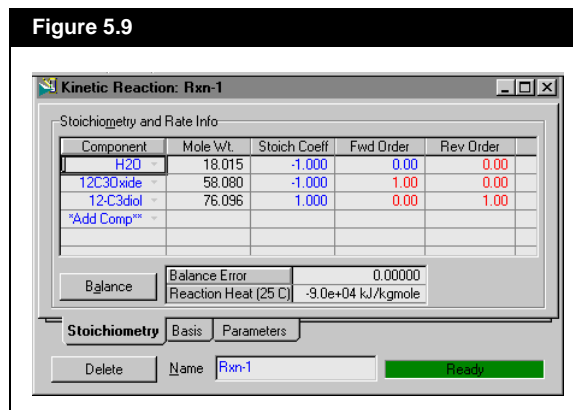 Figure 5.9
Kinetic Reaction: Rxn-1
Stoichiometry and Rate Info
Component Mole Wt. Stoich Coeff Fwd Order Rev Order
H2O 18.015 -1.000 0.00 0.00
12C3Oxide 58.080 -1.000 1.00 0.00
12-C3diol 76.096 1.000 0.00 1.00
*Add Comp**
Balance
Balance Error 0.00000
Reaction Heat (25 C) -9.0e+04 kJ/kgmole
Stoichiometry Basis Parameters
Delete Name Rxn-1 Ready